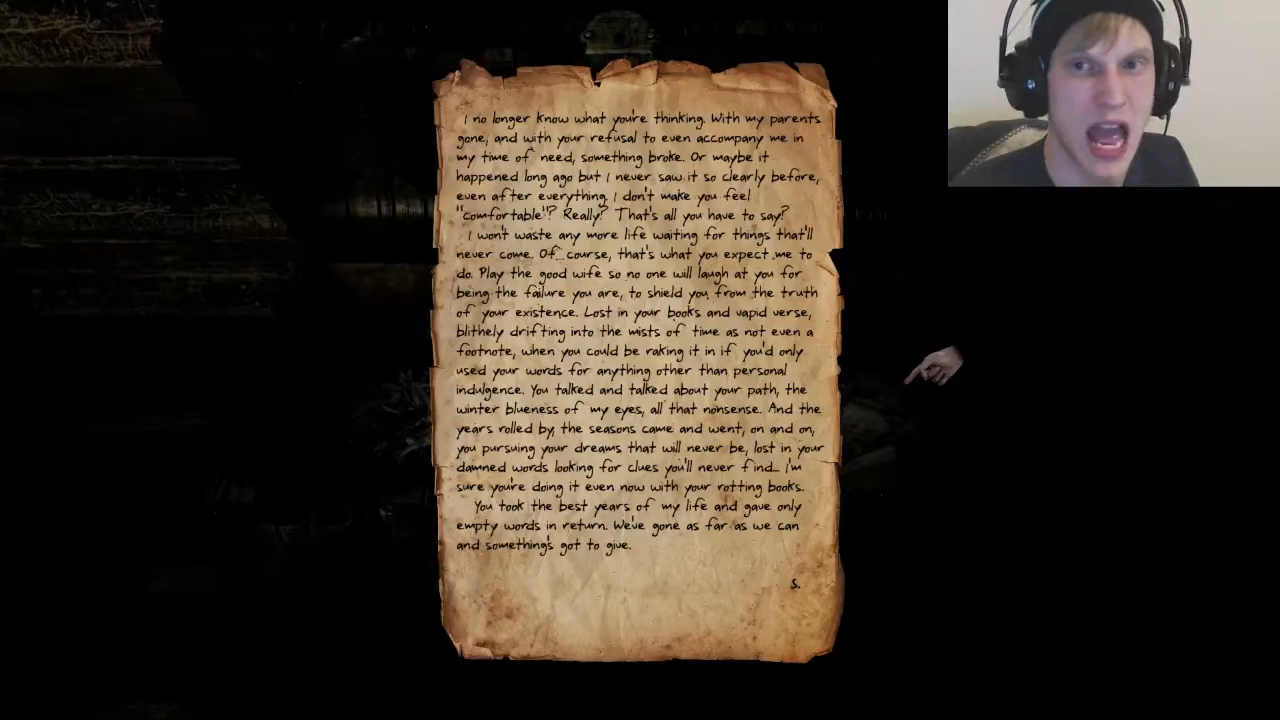 I no longer know what you're thinking. With my parents
gone, and with your refusal to even accompany me in
my time of need, something broke. Or maybe it
happened long ago but I never saw it so clearly before,
even after everything. I don't make you feel
"comfortable"? Really? That's all you have to say?
I won't waste any more life waiting for things that'll
never come. Of course, that's what you expect me to
do. Play the good wife so no one will laugh at you for
being the failure you are, to shield you from the truth
of your existence. Lost in your books and vapid verse,
blithely drifting into the mists of time as not even a
footnote, when you could be raking it in if you'd only
used your words for anything other than personal
indulgence. You talked and talked about your path, the
winter blueness of my eyes, all that nonsense. And the
years rolled by, the seasons came and went, on and on,
you pursuing your dreams that will never be, lost in your
damned words looking for clues you'll never find... I'm
sure you're doing it even now with your rotting books.
You took the best years of my life and gave only
empty words in return. We've gone as far as we can
and something's got to give.
S.